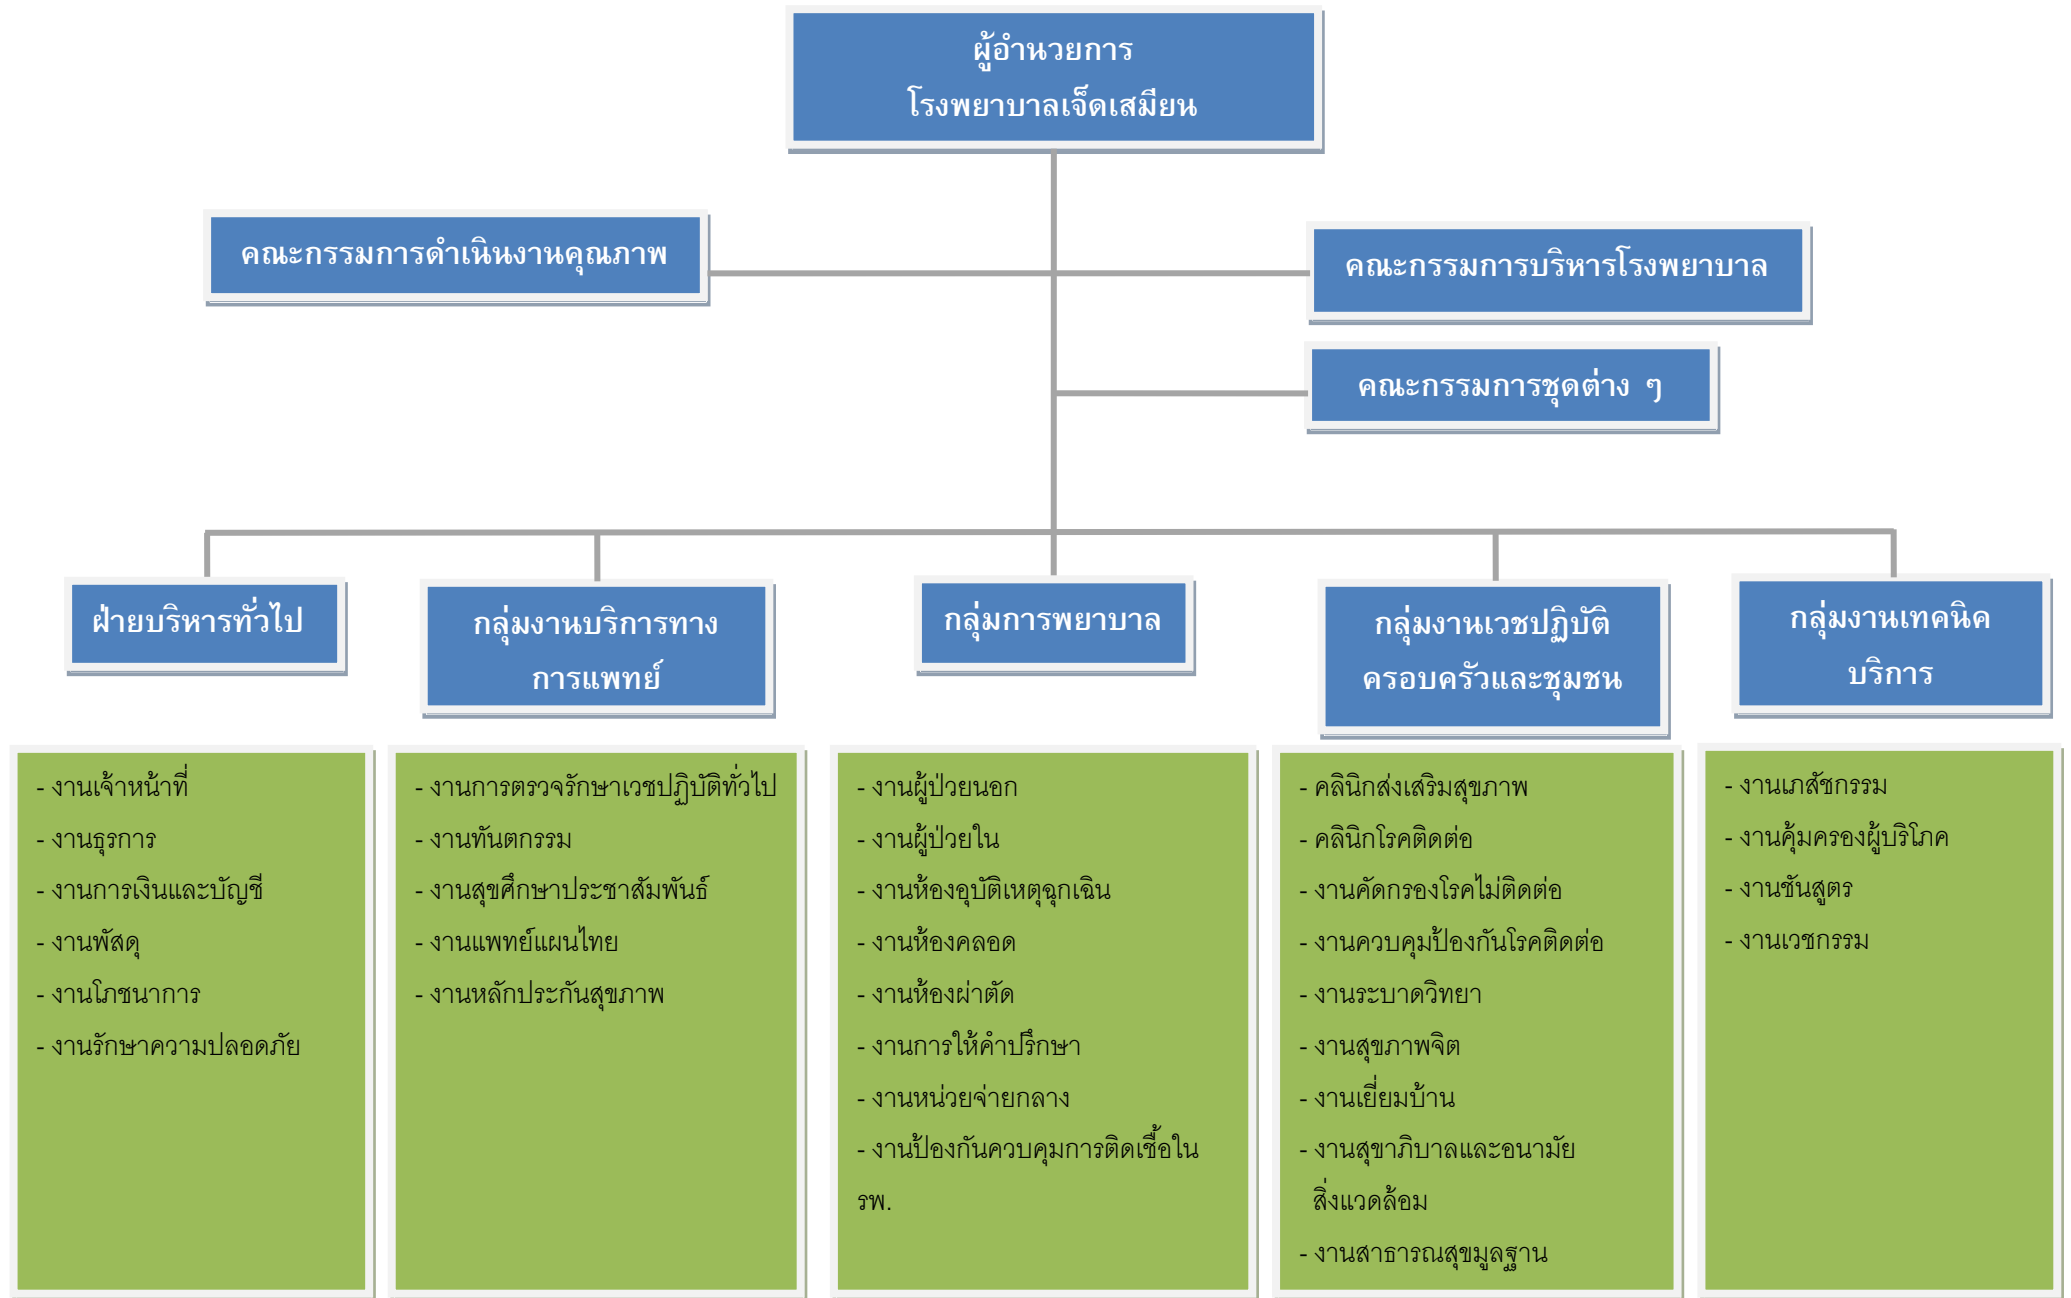 ผู้อำนวยการ
โรงพยาบาลเจ็ดเสมียน
คณะกรรมการดำเนินงานคุณภาพ
คณะกรรมการบริหารโรงพยาบาล
คณะกรรมการชุดต่าง ๆ
ฝ่ายบริหารทั่วไป
กลุ่มงานบริการทาง
การแพทย์
กลุ่มการพยาบาล
กลุ่มงานเวชปฏิบัติ
ครอบครัวและชุมชน
กลุ่มงานเทคนิค
บริการ
- งานเจ้าหน้าที่
- งานธุรการ
- งานการเงินและบัญชี
- งานพัสดุ
- งานโภชนาการ
- งานรักษาความปลอดภัย
- งานการตรวจรักษาเวชปฏิบัติทั่วไป
- งานทันตกรรม
- งานสุขศึกษาประชาสัมพันธ์
- งานแพทย์แผนไทย
- งานหลักประกันสุขภาพ
- งานผู้ป่วยนอก
- งานผู้ป่วยใน
- งานห้องอุบัติเหตุฉุกเฉิน
- งานห้องคลอด
- งานห้องผ่าตัด
- งานการให้คำปรึกษา
- งานหน่วยจ่ายกลาง
- งานป้องกันควบคุมการติดเชื้อใน
รพ.
- คลินิกส่งเสริมสุขภาพ
- คลินิกโรคติดต่อ
- งานคัดกรองโรคไม่ติดต่อ
- งานควบคุมป้องกันโรคติดต่อ
- งานระบาดวิทยา
- งานสุขภาพจิต
- งานเยี่ยมบ้าน
- งานสุขาภิบาลและอนามัย
สิ่งแวดล้อม
- งานสาธารณสุขมูลฐาน
- งานเภสัชกรรม
- งานคุ้มครองผู้บริโภค
- งานชันสูตร
- งานเวชกรรม